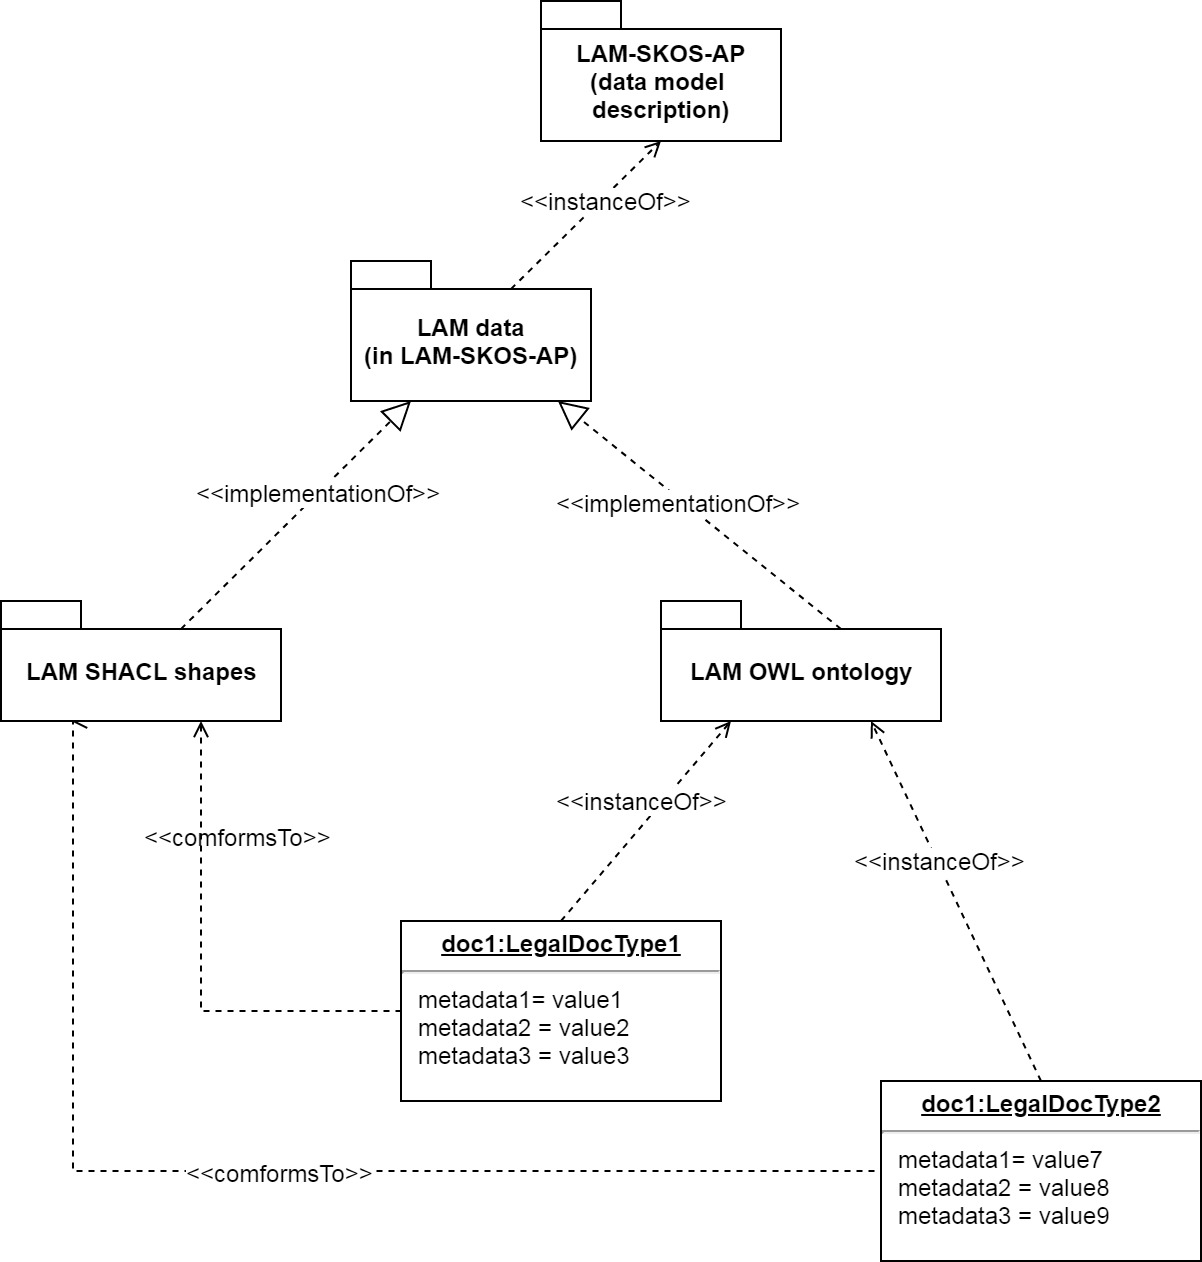 LAM-SKOS-AP
(data model
description)
<<instanceOf>>
LAM data
(in LAM-SKOS-AP)
<<implementationOf>>
<<implementationOf>>
LAM SHACL shapes
LAM OWL ontology
<<instanceOf>>
<<comformsTo>>
<<instanceOf>>
doc1:LegalDocType1
metadata1= value1
metadata2 = value2
metadata3 = value3
doc1:LegalDocType2
metadata1= value7
metadata2 = value8
metadata3 = value9
<<comformsTo>>